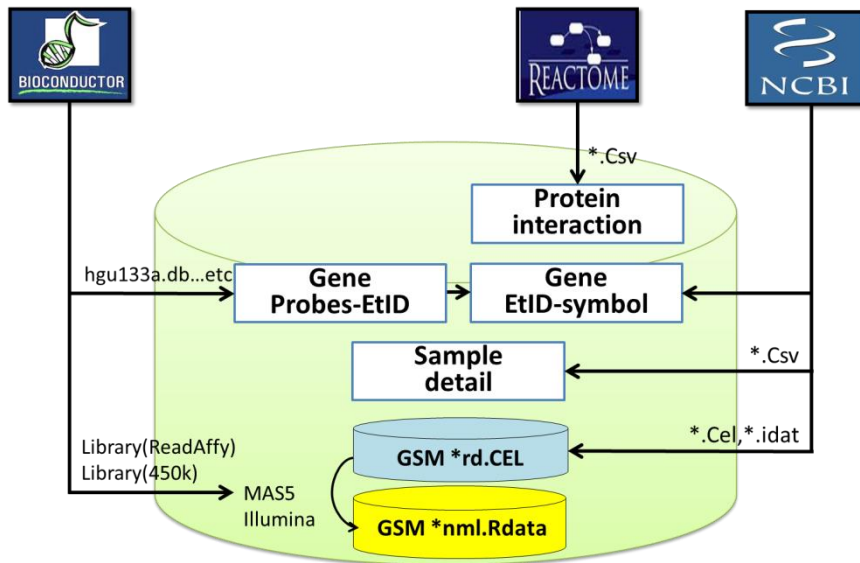 BIOCONDUCTOR
REACTOME
NCBI
*.Csv
Protein
interaction
hgu133a.db...etc
Gene
Probes-EtID
Gene
EtID-symbol
Sample
detail
*.Csv
*.Cel,*.idat
Library(ReadAffy)
Library(450k)
GSM *rd.CEL
MAS5
Illumina
GSM *nml.Rdata